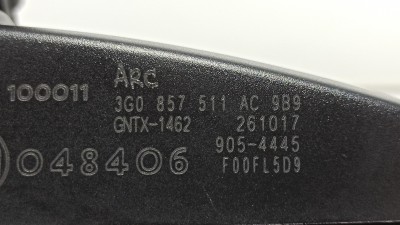 ARC
100011
3G0 857 511 AC 9B9
GNTX-1462 261017
905-4445
048406
F00FL5D9